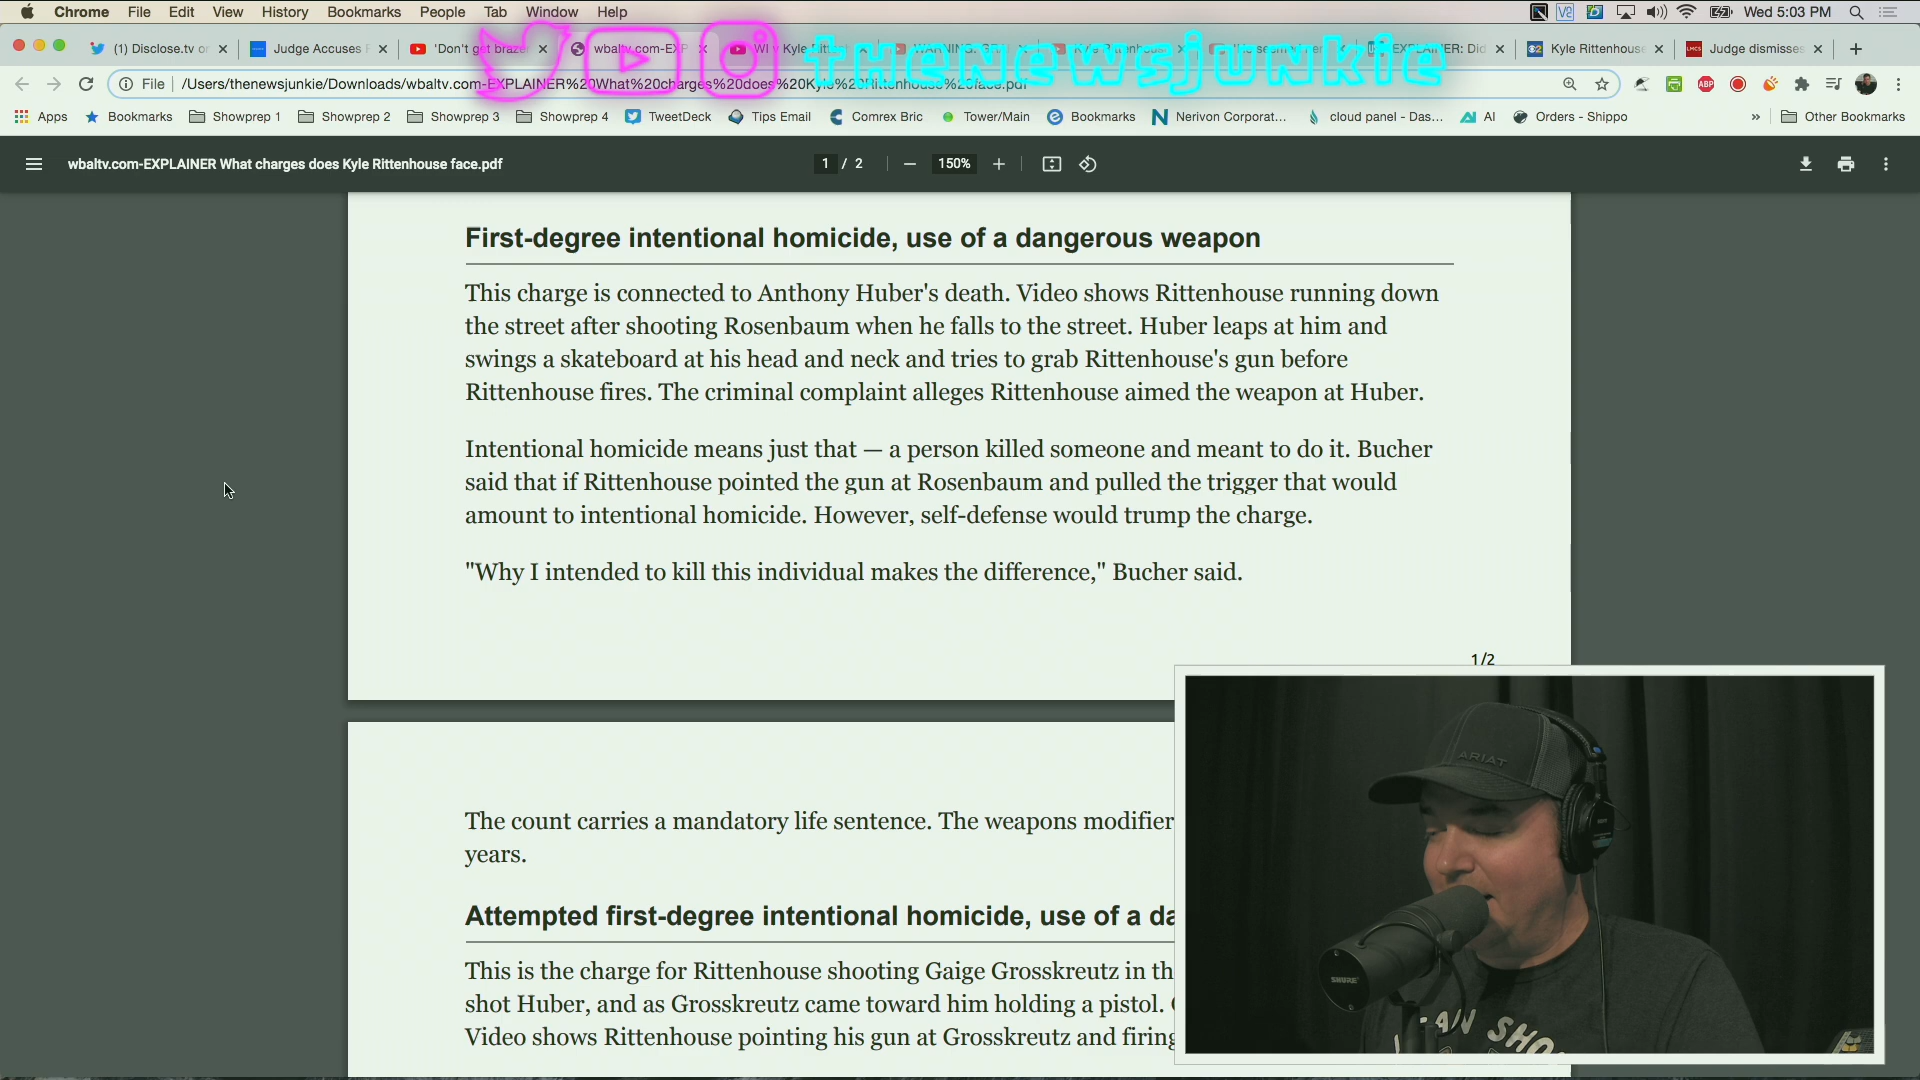 Chrome File Edit View History Bookmarks People Tab Window Help Wed 5:03 PM
(1) Disclose.tv or Judge Accuses 'Don't get braze wbaltv.com-EXP Kyle Rittenhouse Judge dismisses
thenewsjunkie
File /Users/thenewsjunkie/Downloads/wbaltv.com-EXPLAINER%20What%20charges%20does%20Kyle%20Rittenhouse%20face.pdf
Apps Bookmarks Showprep 1 Showprep 2 Showprep 3 Showprep 4 TweetDeck Tips Email Comrex Bric Tower/Main Bookmarks Nerivon Corporat... cloud panel - Das... AI Orders - Shippo » Other Bookmarks
wbaltv.com-EXPLAINER What charges does Kyle Rittenhouse face.pdf 1 / 2 150%
First-degree intentional homicide, use of a dangerous weapon
This charge is connected to Anthony Huber's death. Video shows Rittenhouse running down
the street after shooting Rosenbaum when he falls to the street. Huber leaps at him and
swings a skateboard at his head and neck and tries to grab Rittenhouse's gun before
Rittenhouse fires. The criminal complaint alleges Rittenhouse aimed the weapon at Huber.
Intentional homicide means just that — a person killed someone and meant to do it. Bucher
said that if Rittenhouse pointed the gun at Rosenbaum and pulled the trigger that would
amount to intentional homicide. However, self-defense would trump the charge.
"Why I intended to kill this individual makes the difference," Bucher said.
1/2
The count carries a mandatory life sentence. The weapons modifier
years.
Attempted first-degree intentional homicide, use of a da
This is the charge for Rittenhouse shooting Gaige Grosskreutz in th
shot Huber, and as Grosskreutz came toward him holding a pistol.
Video shows Rittenhouse pointing his gun at Grosskreutz and firing
ARIAT
SHURE